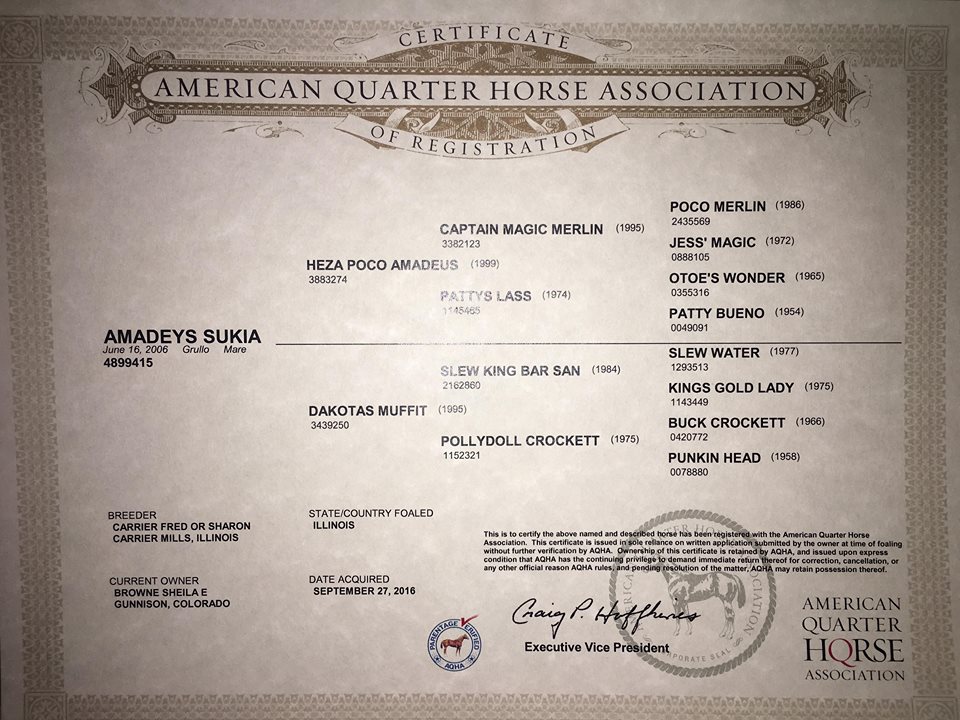 CERTIFICATE
AMERICAN QUARTER HORSE ASSOCIATION
OF REGISTRATION
POCO MERLIN (1986)
2435569
CAPTAIN MAGIC MERLIN (1995)
3382123
JESS' MAGIC (1972)
0888105
HEZA POCO AMADEUS (1999)
3883274
OTOE'S WONDER (1965)
0355316
PATTYS LASS (1974)
1145465
PATTY BUENO (1954)
0049091
AMADEYS SUKIA
June 16, 2006 Grullo Mare
4899415
SLEW WATER (1977)
1293513
SLEW KING BAR SAN (1984)
2162860
KINGS GOLD LADY (1975)
1143449
DAKOTAS MUFFIT (1995)
3439250
BUCK CROCKETT (1966)
0420772
POLLYDOLL CROCKETT (1975)
1152321
PUNKIN HEAD (1958)
0078880
BREEDER
CARRIER FRED OR SHARON
CARRIER MILLS, ILLINOIS
STATE/COUNTRY FOALED
ILLINOIS
CURRENT OWNER
BROWNE SHEILA E
GUNNISON, COLORADO
DATE ACQUIRED
SEPTEMBER 27, 2016
This is to certify the above named and described horse has been registered with the American Quarter Horse
Association. This certificate is issued in sole reliance on written application submitted by the owner at time of foaling
without further verification by AQHA. Ownership of this certificate is retained by AQHA, and issued upon express
condition that AQHA has the continuing privilege to demand immediate return thereof for correction, cancellation, or
any other official reason AQHA rules, and pending resolution of the matter, AQHA may retain possession thereof.
Craig P. Huffhines
Executive Vice President
PARENTAGE VERIFIED
AQHA
AMERICAN QUARTER HORSE ASSOCIATION
CORPORATE SEAL
AMERICAN
QUARTER
HORSE
ASSOCIATION